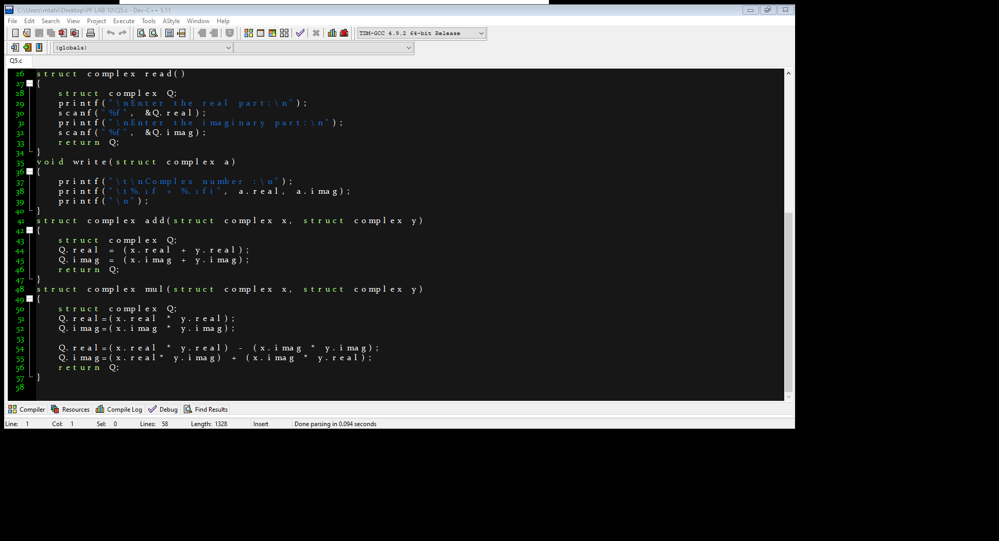 C:\Users\mtahi\Desktop\PF LAB 10\Q5.c - Dev-C++ 5.11
File Edit Search View Project Execute Tools AStyle Window Help
TDM-GCC 4.9.2 64-bit Release
(globals)
Q5.c
26 struct complex read()
27 {
28 struct complex Q;
29 printf("\nEnter the real part:\n");
30 scanf("%f", &Q.real);
31 printf("\nEnter the imaginary part:\n");
32 scanf("%f", &Q.imag);
33 return Q;
34 }
35 void write(struct complex a)
36 {
37 printf("\t\nComplex number :\n");
38 printf("\t%.1f + %.1fi", a.real, a.imag);
39 printf("\n");
40 }
41 struct complex add(struct complex x, struct complex y)
42 {
43 struct complex Q;
44 Q.real = (x.real + y.real);
45 Q.imag = (x.imag + y.imag);
46 return Q;
47 }
48 struct complex mul(struct complex x, struct complex y)
49 {
50 struct complex Q;
51 Q.real=(x.real * y.real);
52 Q.imag=(x.imag * y.imag);
53
54 Q.real=(x.real * y.real) - (x.imag * y.imag);
55 Q.imag=(x.real* y.imag) + (x.imag * y.real);
56 return Q;
57 }
58
Compiler Resources Compile Log Debug Find Results
Line: 1 Col: 1 Sel: 0 Lines: 58 Length: 1328 Insert Done parsing in 0.094 seconds